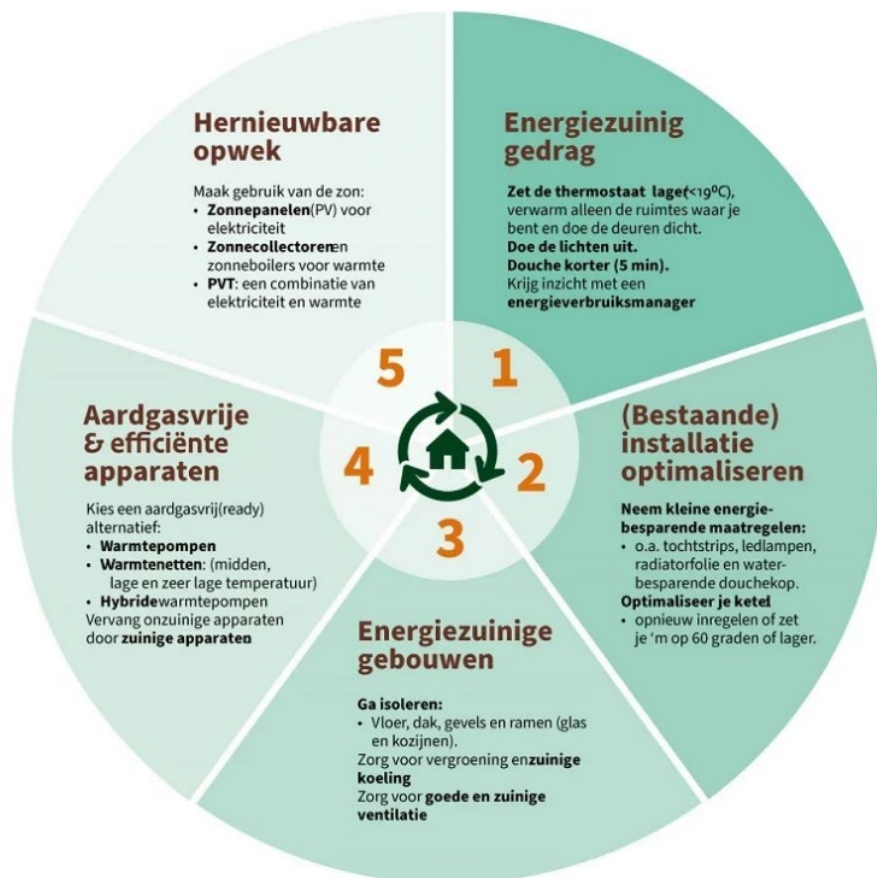 Hernieuwbare
opwek
Maak gebruik van de zon:
• Zonnepanelen(PV) voor
elektriciteit
• Zonnecollectorenen
zonneboilers voor warmte
• PVT: een combinatie van
elektriciteit en warmte
Energiezuinig
gedrag
Zet de thermostaat lager(<19⁰C),
verwarm alleen de ruimtes waar je
bent en doe de deuren dicht.
Doe de lichten uit.
Douche korter (5 min).
Krijg inzicht met een
energieverbruiksmanager
5
1
4
2
3
Aardgasvrije
& efficiënte
apparaten
Kies een aardgasvrij(ready)
alternatief:
• Warmtepompen
• Warmtenetten: (midden,
lage en zeer lage temperatuur)
• Hybridewarmtepompen
Vervang onzuinige apparaten
door zuinige apparaten
(Bestaande)
installatie
optimaliseren
Neem kleine energie-
besparende maatregelen:
• o.a. tochtstrips, ledlampen,
radiatorfolie en water-
besparende douchekop.
Optimaliseer je ketel
• opnieuw inregelen of zet
je ‘m op 60 graden of lager.
Energiezuinige
gebouwen
Ga isoleren:
• Vloer, dak, gevels en ramen (glas
en kozijnen).
Zorg voor vergroening enzuinige
koeling
Zorg voor goede en zuinige
ventilatie